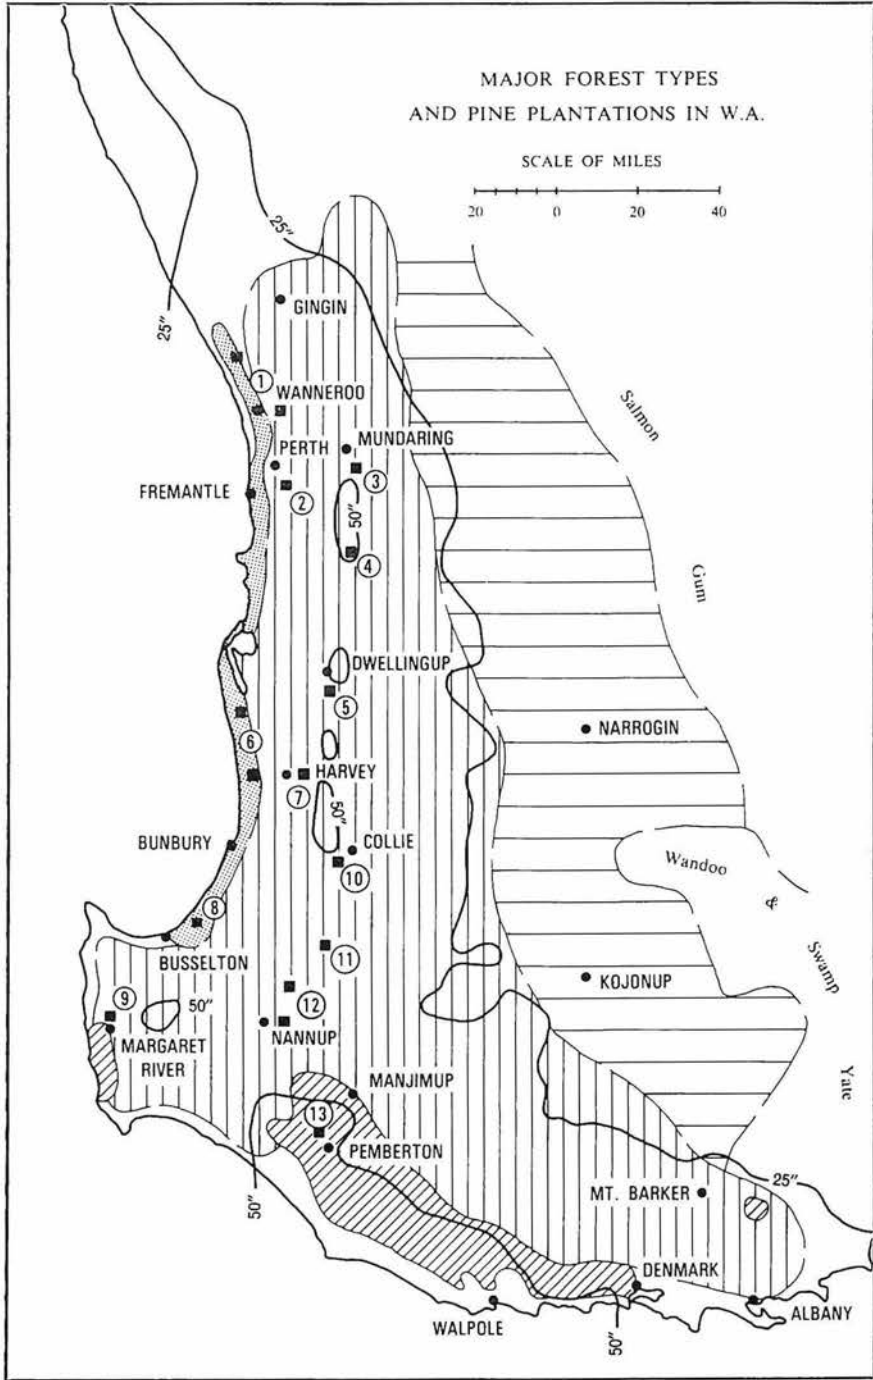 MAJOR FOREST TYPES
AND PINE PLANTATIONS IN W.A.
SCALE OF MILES
20 0 20 40
25"
25"
GINGIN
1
WANNEROO
Salmon
PERTH
MUNDARING
FREMANTLE
2
3
50"
4
Gum
DWELLINGUP
5
6
NARROGIN
HARVEY
7
50"
BUNBURY
COLLIE
10
Wandoo
&
8
11
Swamp
BUSSELTON
KOJONUP
9
50"
12
MARGARET
RIVER
NANNUP
Yate
MANJIMUP
13
PEMBERTON
25"
MT. BARKER
50"
DENMARK
WALPOLE
ALBANY
50"